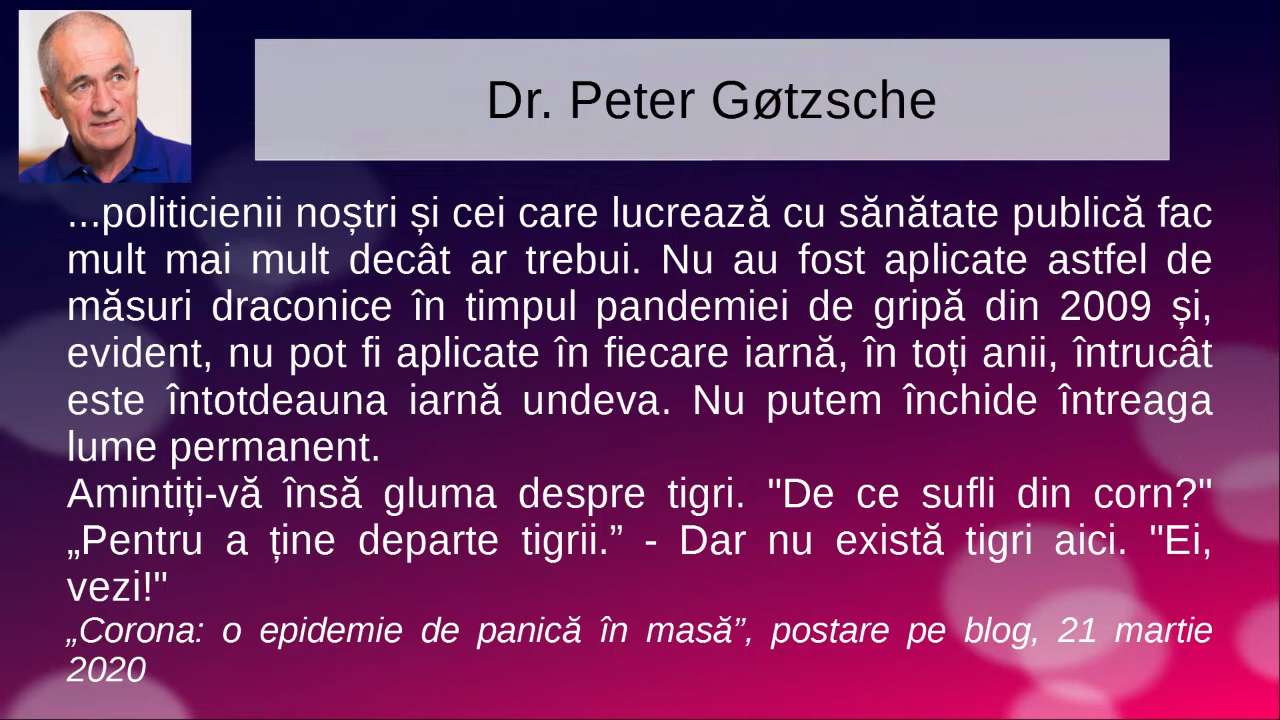 Dr. Peter Gøtzsche
...politicienii noștri și cei care lucrează cu sănătate publică fac
mult mai mult decât ar trebui. Nu au fost aplicate astfel de
măsuri draconice în timpul pandemiei de gripă din 2009 și,
evident, nu pot fi aplicate în fiecare iarnă, în toți anii, întrucât
este întotdeauna iarnă undeva. Nu putem închide întreaga
lume permanent.
Amintiți-vă însă gluma despre tigri. "De ce sufli din corn?"
„Pentru a ține departe tigrii.” - Dar nu există tigri aici. "Ei,
vezi!"
„Corona: o epidemie de panică în masă”, postare pe blog, 21 martie
2020